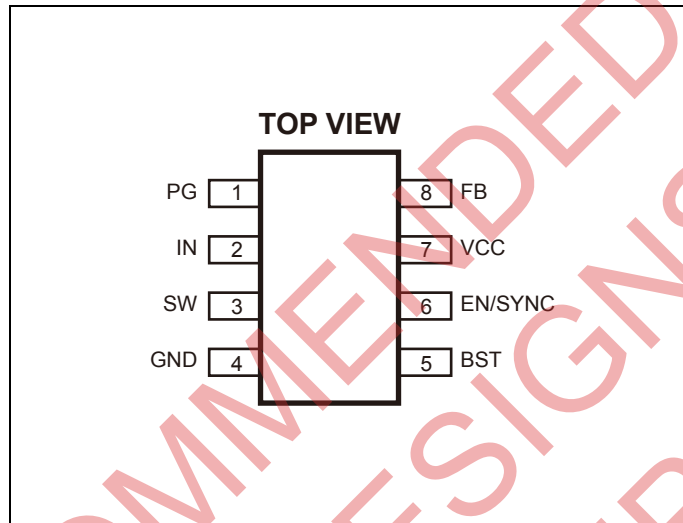 TOP VIEW
PG 1 8 FB
IN 2 7 VCC
SW 3 6 EN/SYNC
GND 4 5 BST